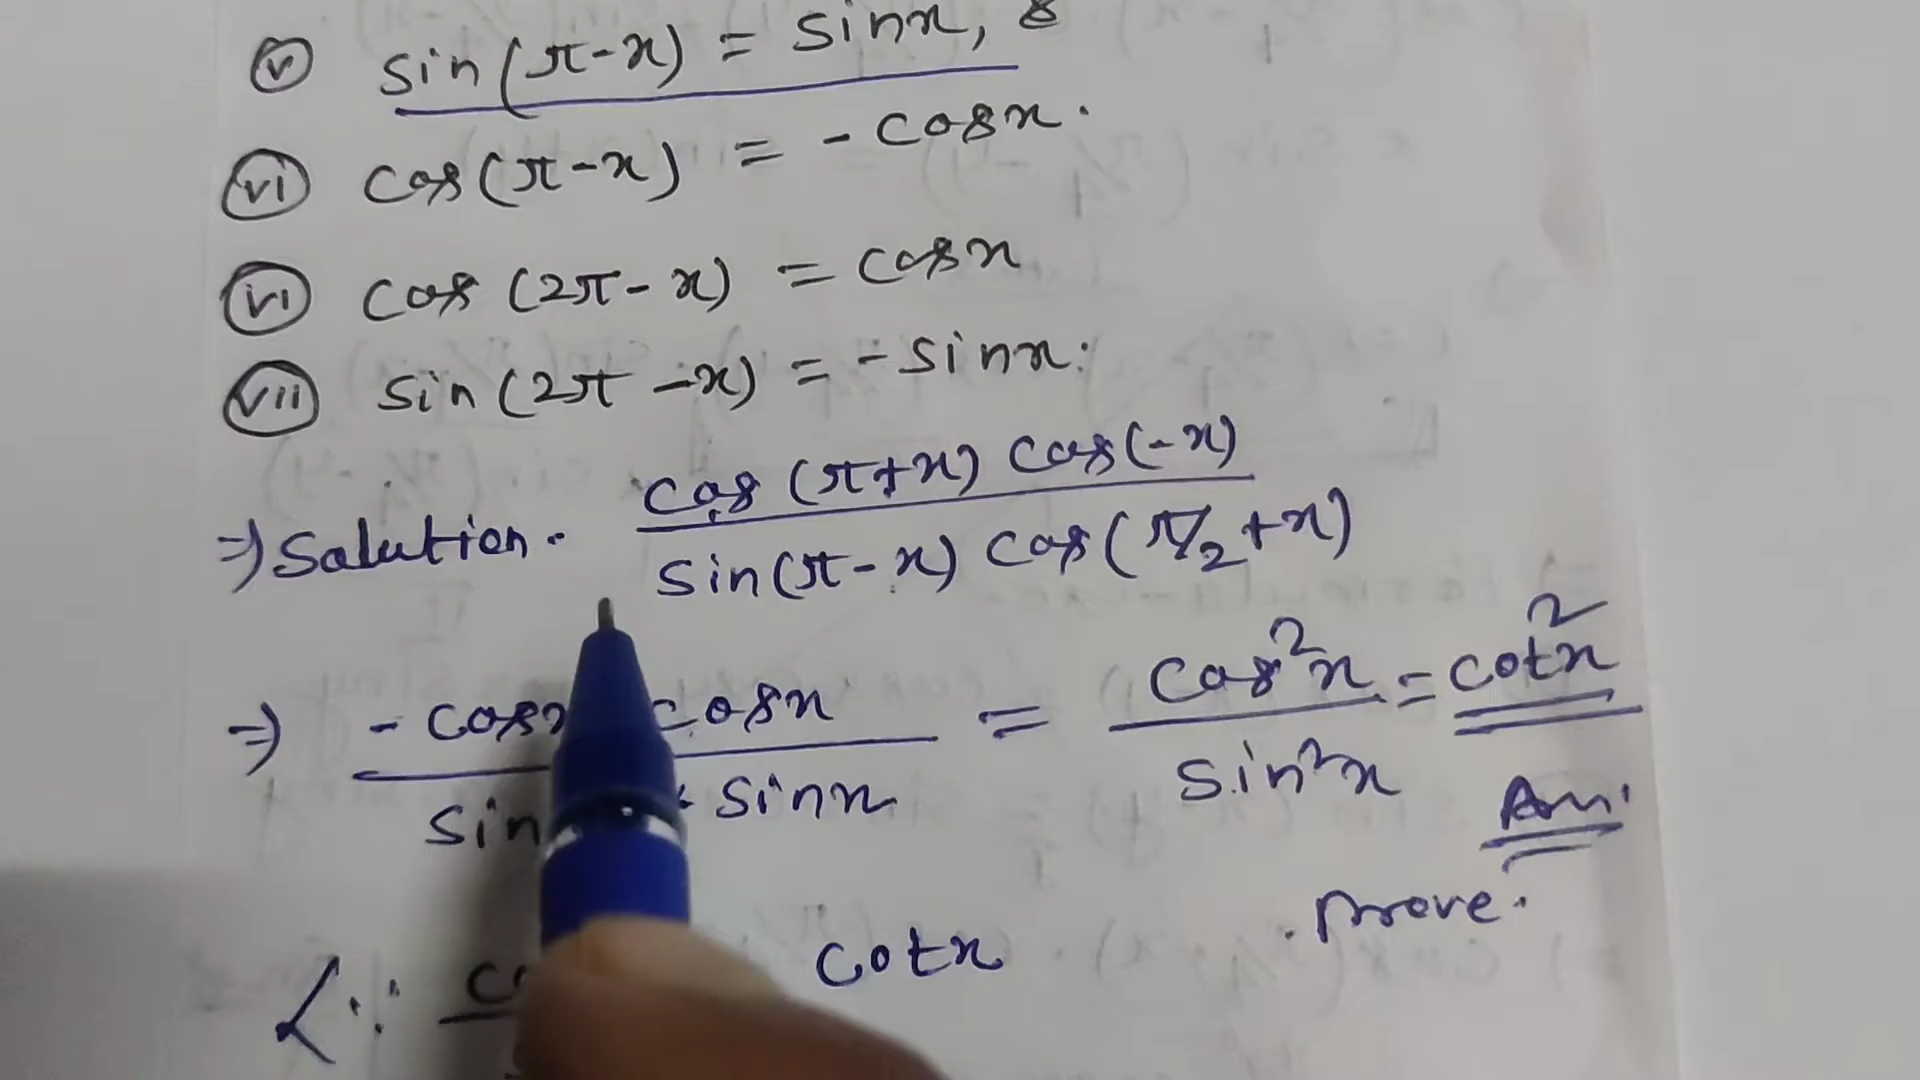 (v) sin(π-x) = sinx, &
(vi) cos(π-x) = -cosx.
(vi) cos(2π-x) = cosx
(vii) sin(2π-x) = -sinx:
⇒ Solution. cos(π+x) cos(-x)
sin(π-x) cos(π/2+x)
⇒ -cosx cosx = cos²x = cot²x
sin - sinx sin²x Ans.
. Prove.
∵ cotx